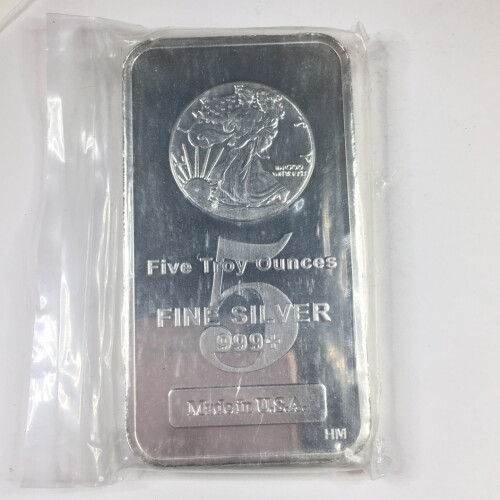 5
Five Troy Ounces
FINE SILVER
999+
Made in U.S.A.
HM